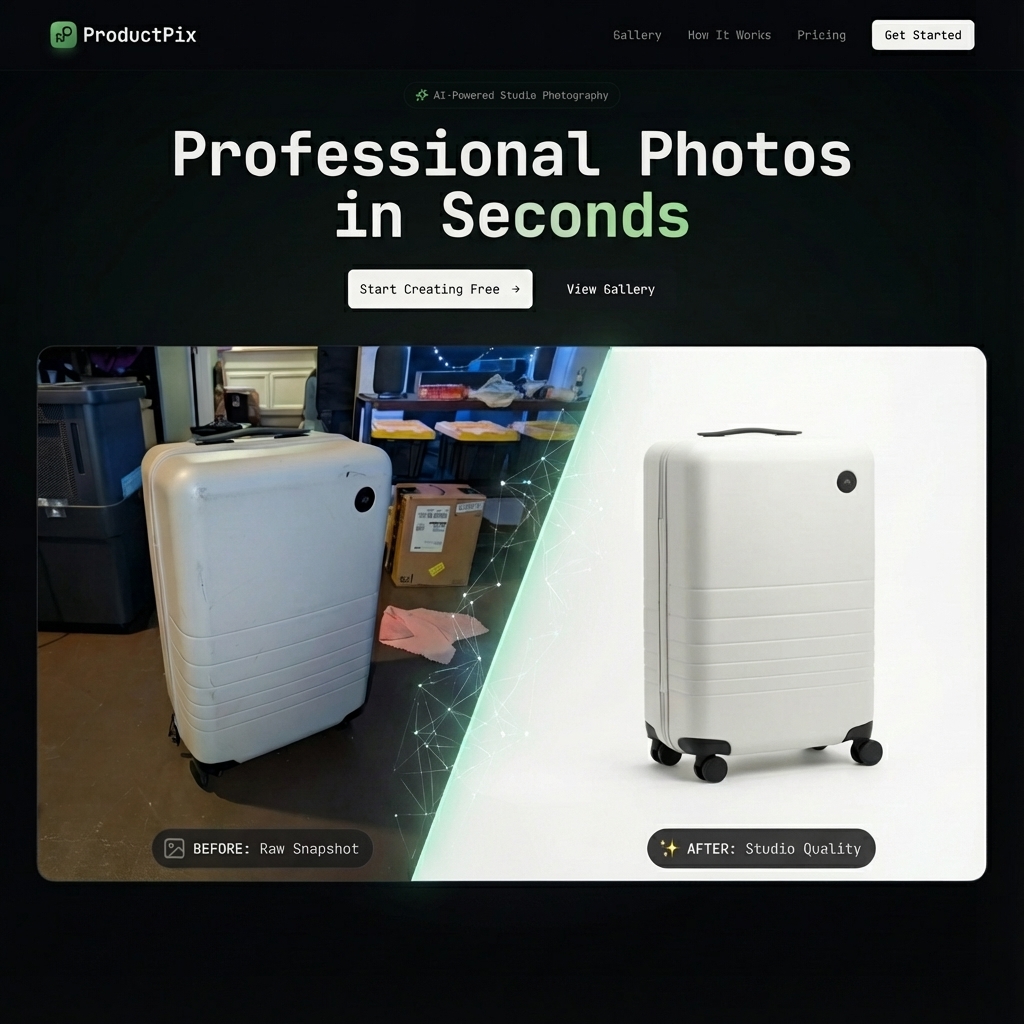 ProductPix
Gallery
How It Works
Pricing
Get Started
AI-Powered Studio Photography
Professional Photos
in Seconds
Start Creating Free →
View Gallery
BEFORE: Raw Snapshot
AFTER: Studio Quality